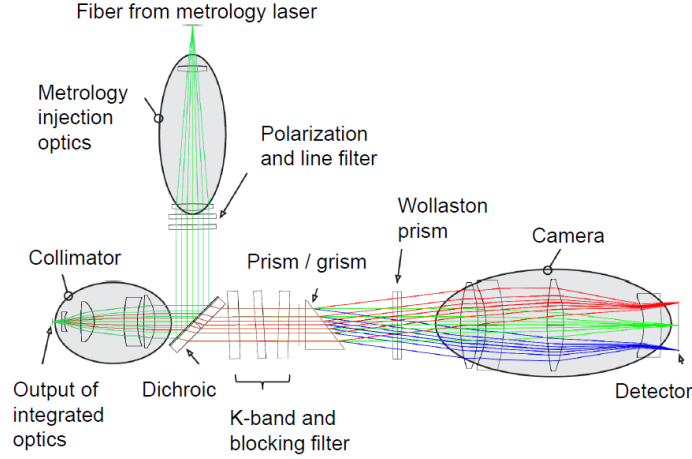 Fiber from metrology laser
Metrology
injection
optics
Polarization
and line filter
Wollaston
prism
Collimator
Prism / grism
Camera
Output of
integrated
optics
Dichroic
K-band and
blocking filter
Detector